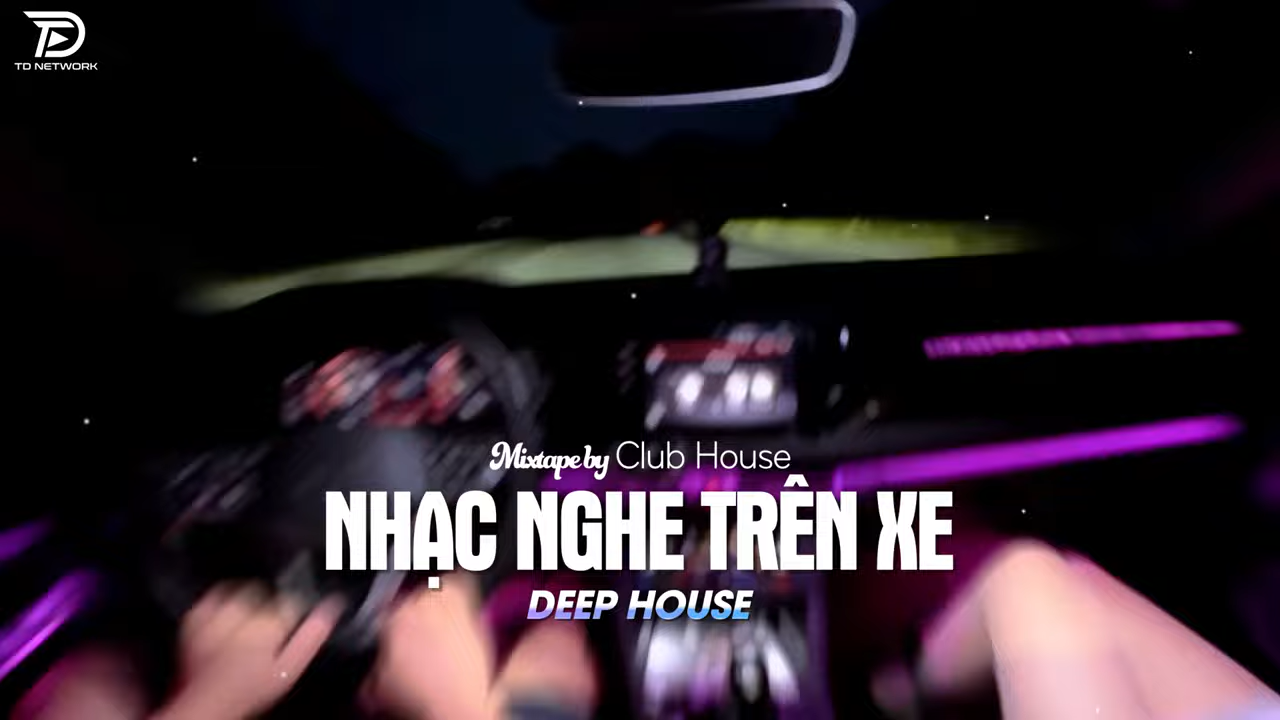 TD NETWORK
Mixtape by Club House
NHẠC NGHE TRÊN XE
DEEP HOUSE